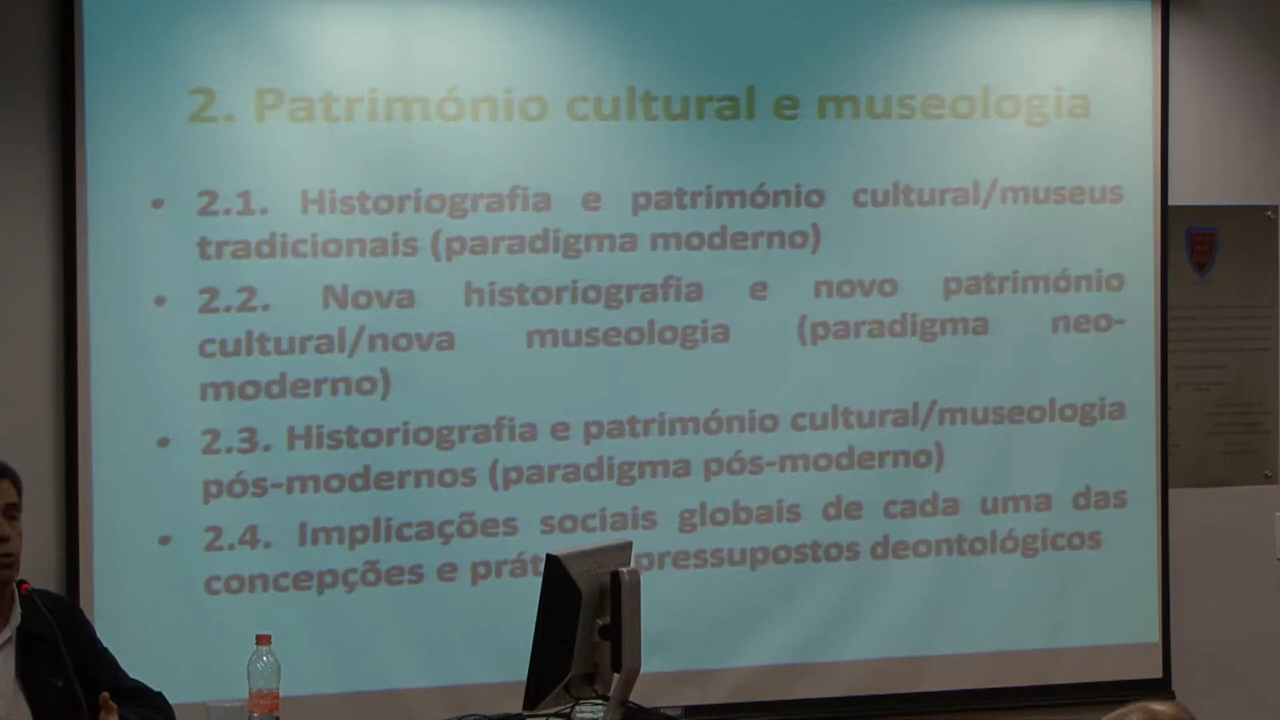 2. Património cultural e museologia
• 2.1. Historiografia e património cultural/museus
tradicionais (paradigma moderno)
• 2.2. Nova historiografia e novo património
cultural/nova museologia (paradigma neo-
moderno)
• 2.3. Historiografia e património cultural/museologia
pós-modernos (paradigma pós-moderno)
• 2.4. Implicações sociais globais de cada uma das
concepções e prát pressupostos deontológicos